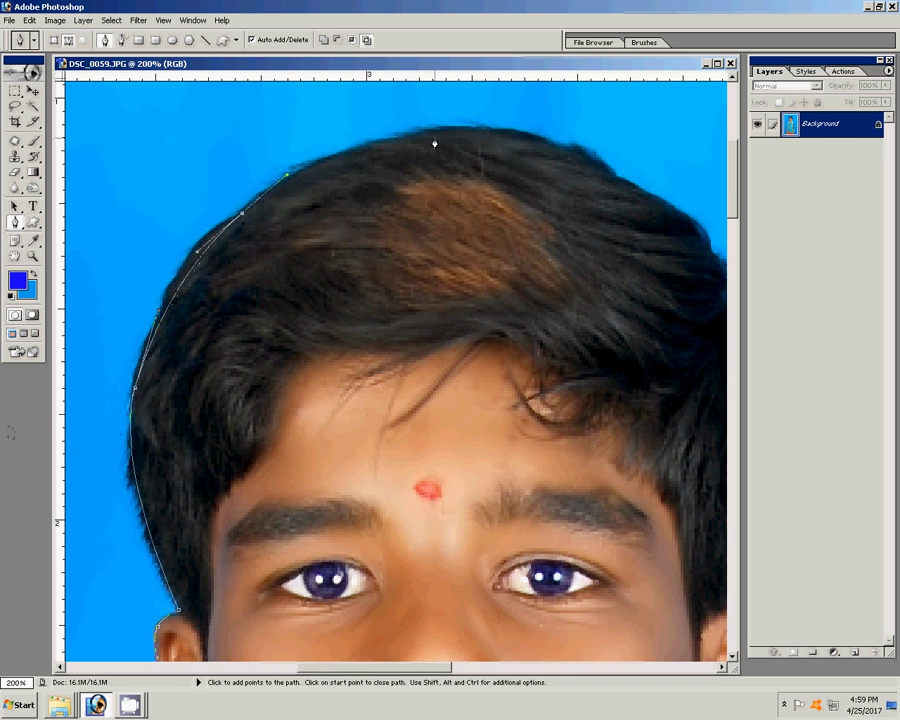 Adobe Photoshop
File Edit Image Layer Select Filter View Window Help
Auto Add/Delete
File Browser Brushes
DSC_0059.JPG @ 200% (RGB)
3
1
2
Layers Styles Actions
Normal Opacity: 100%
Lock: Fill: 100%
Background
200% Doc: 16.1M/16.1M Click to add points to the path. Click on start point to close path. Use Shift, Alt and Ctrl for additional options.
Start
4:59 PM
4/25/2017